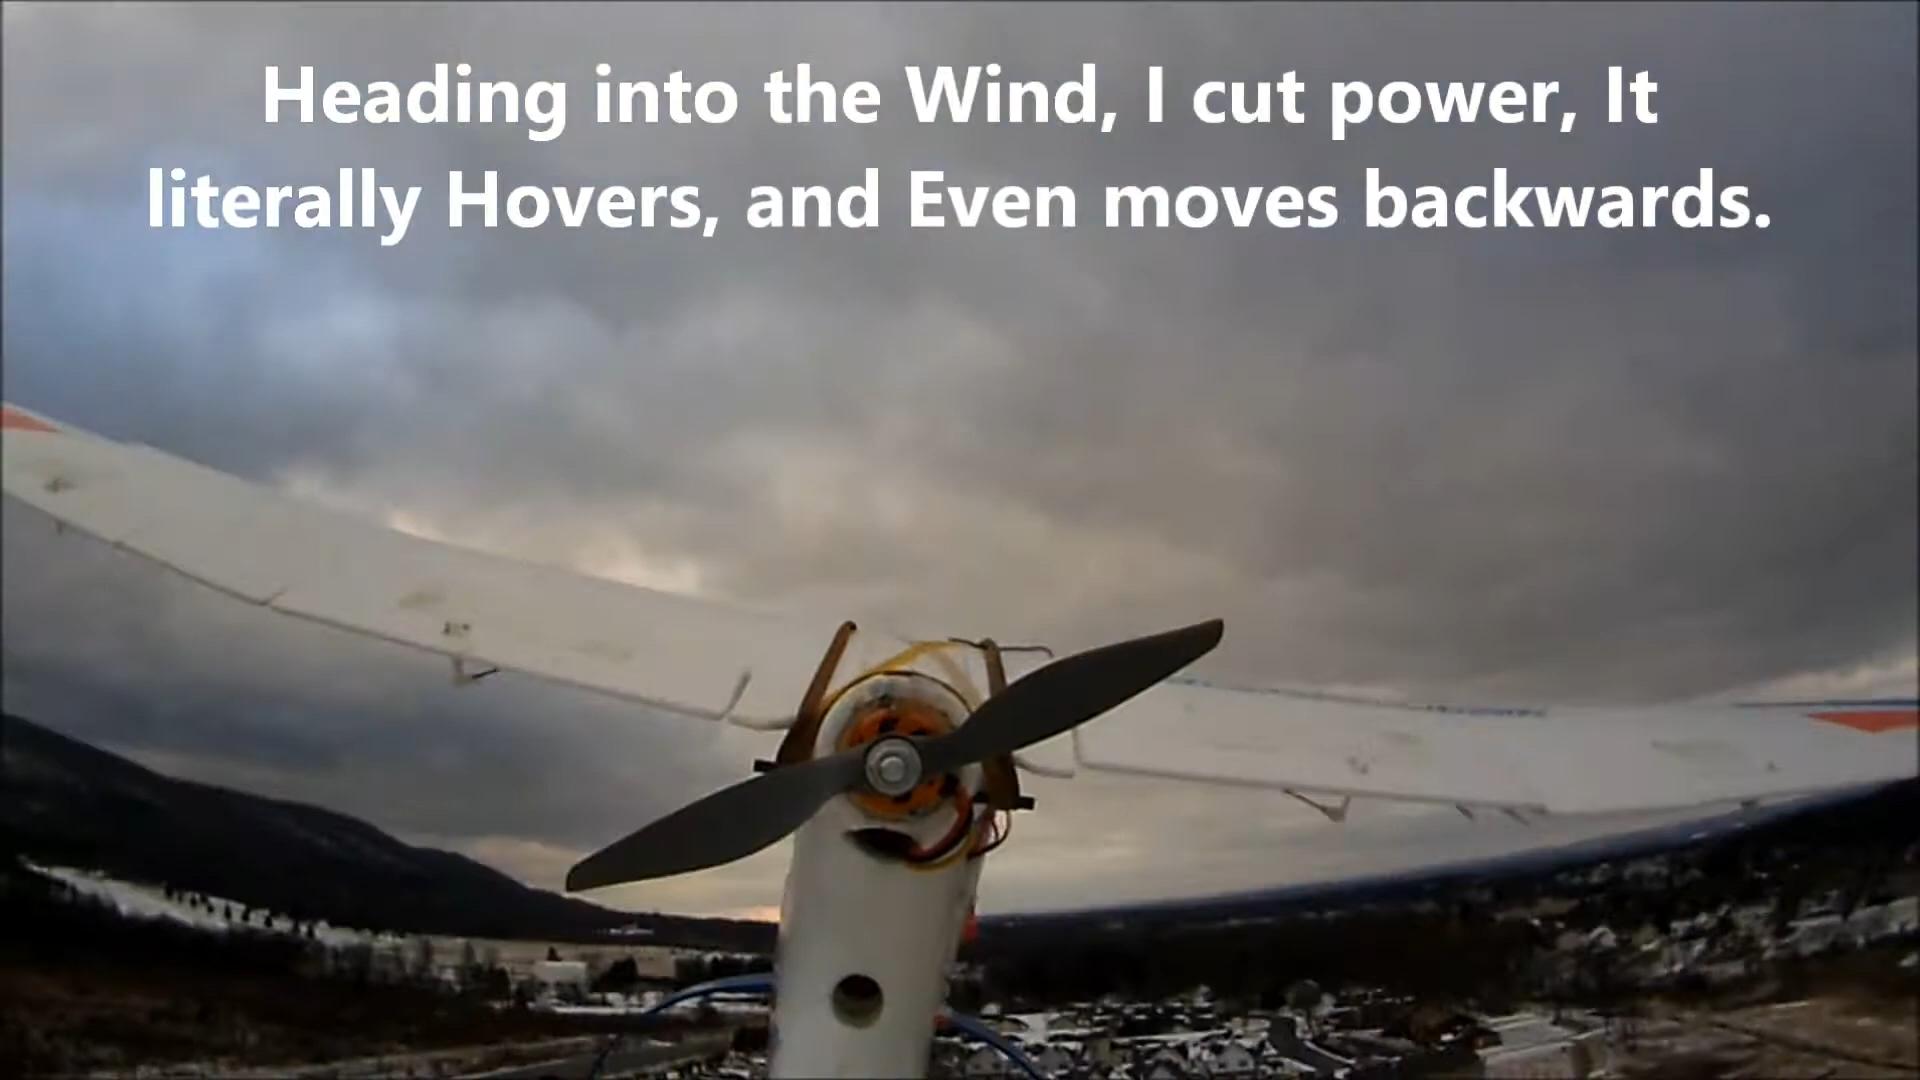 Heading into the Wind, I cut power, It
literally Hovers, and Even moves backwards.